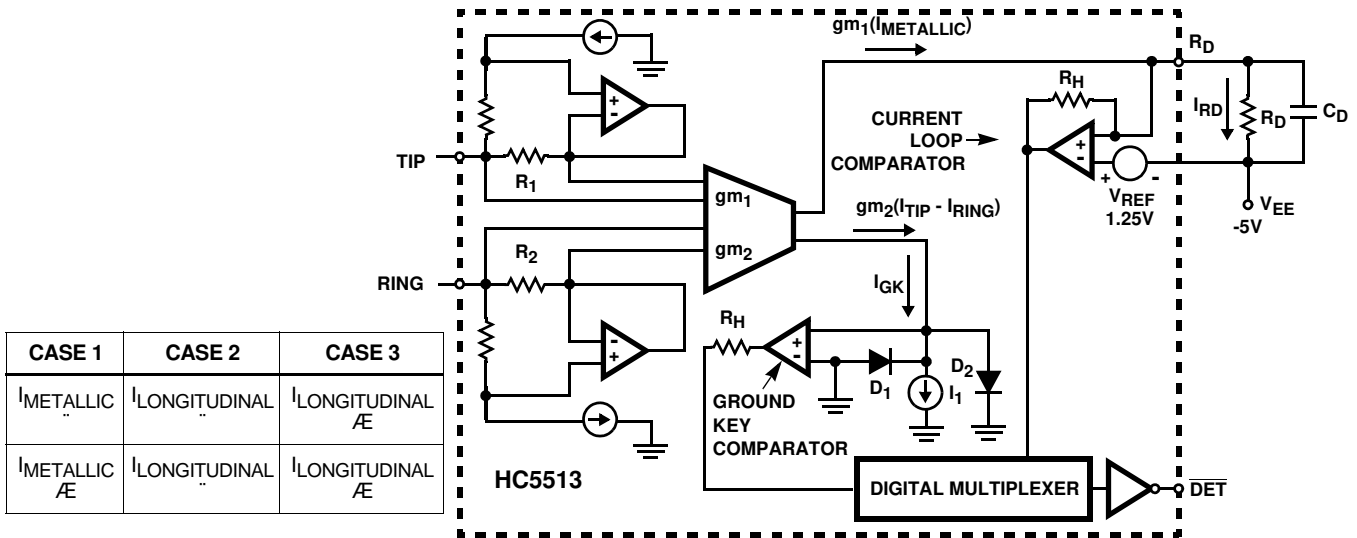 gm1(IMETALLIC)
RD
RH
IRD
RD
CD
CURRENT
LOOP
COMPARATOR
+
-
+
-
VREF
1.25V
VEE
-5V
TIP
R1
+
-
gm1
gm2
gm2(ITIP - IRING)
RING
R2
-
+
IGK
RH
+
-
D1
I1
D2
GROUND
KEY
COMPARATOR
HC5513
DIGITAL MULTIPLEXER
DET
CASE 1 CASE 2 CASE 3
IMETALLIC ILONGITUDINAL ILONGITUDINAL
¨ ¨ Æ
IMETALLIC ILONGITUDINAL ILONGITUDINAL
Æ ¨ Æ